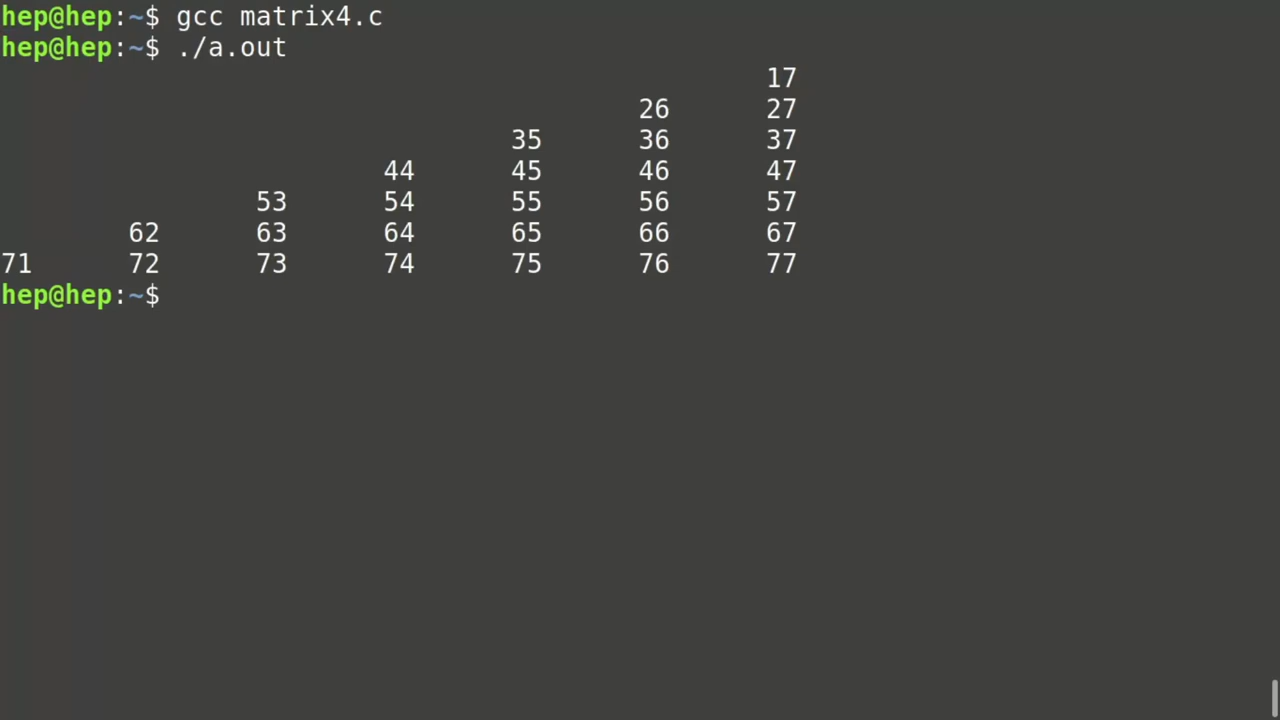 hep@hep:~$ gcc matrix4.c
hep@hep:~$ ./a.out
17
26 27
35 36 37
44 45 46 47
53 54 55 56 57
62 63 64 65 66 67
71 72 73 74 75 76 77
hep@hep:~$